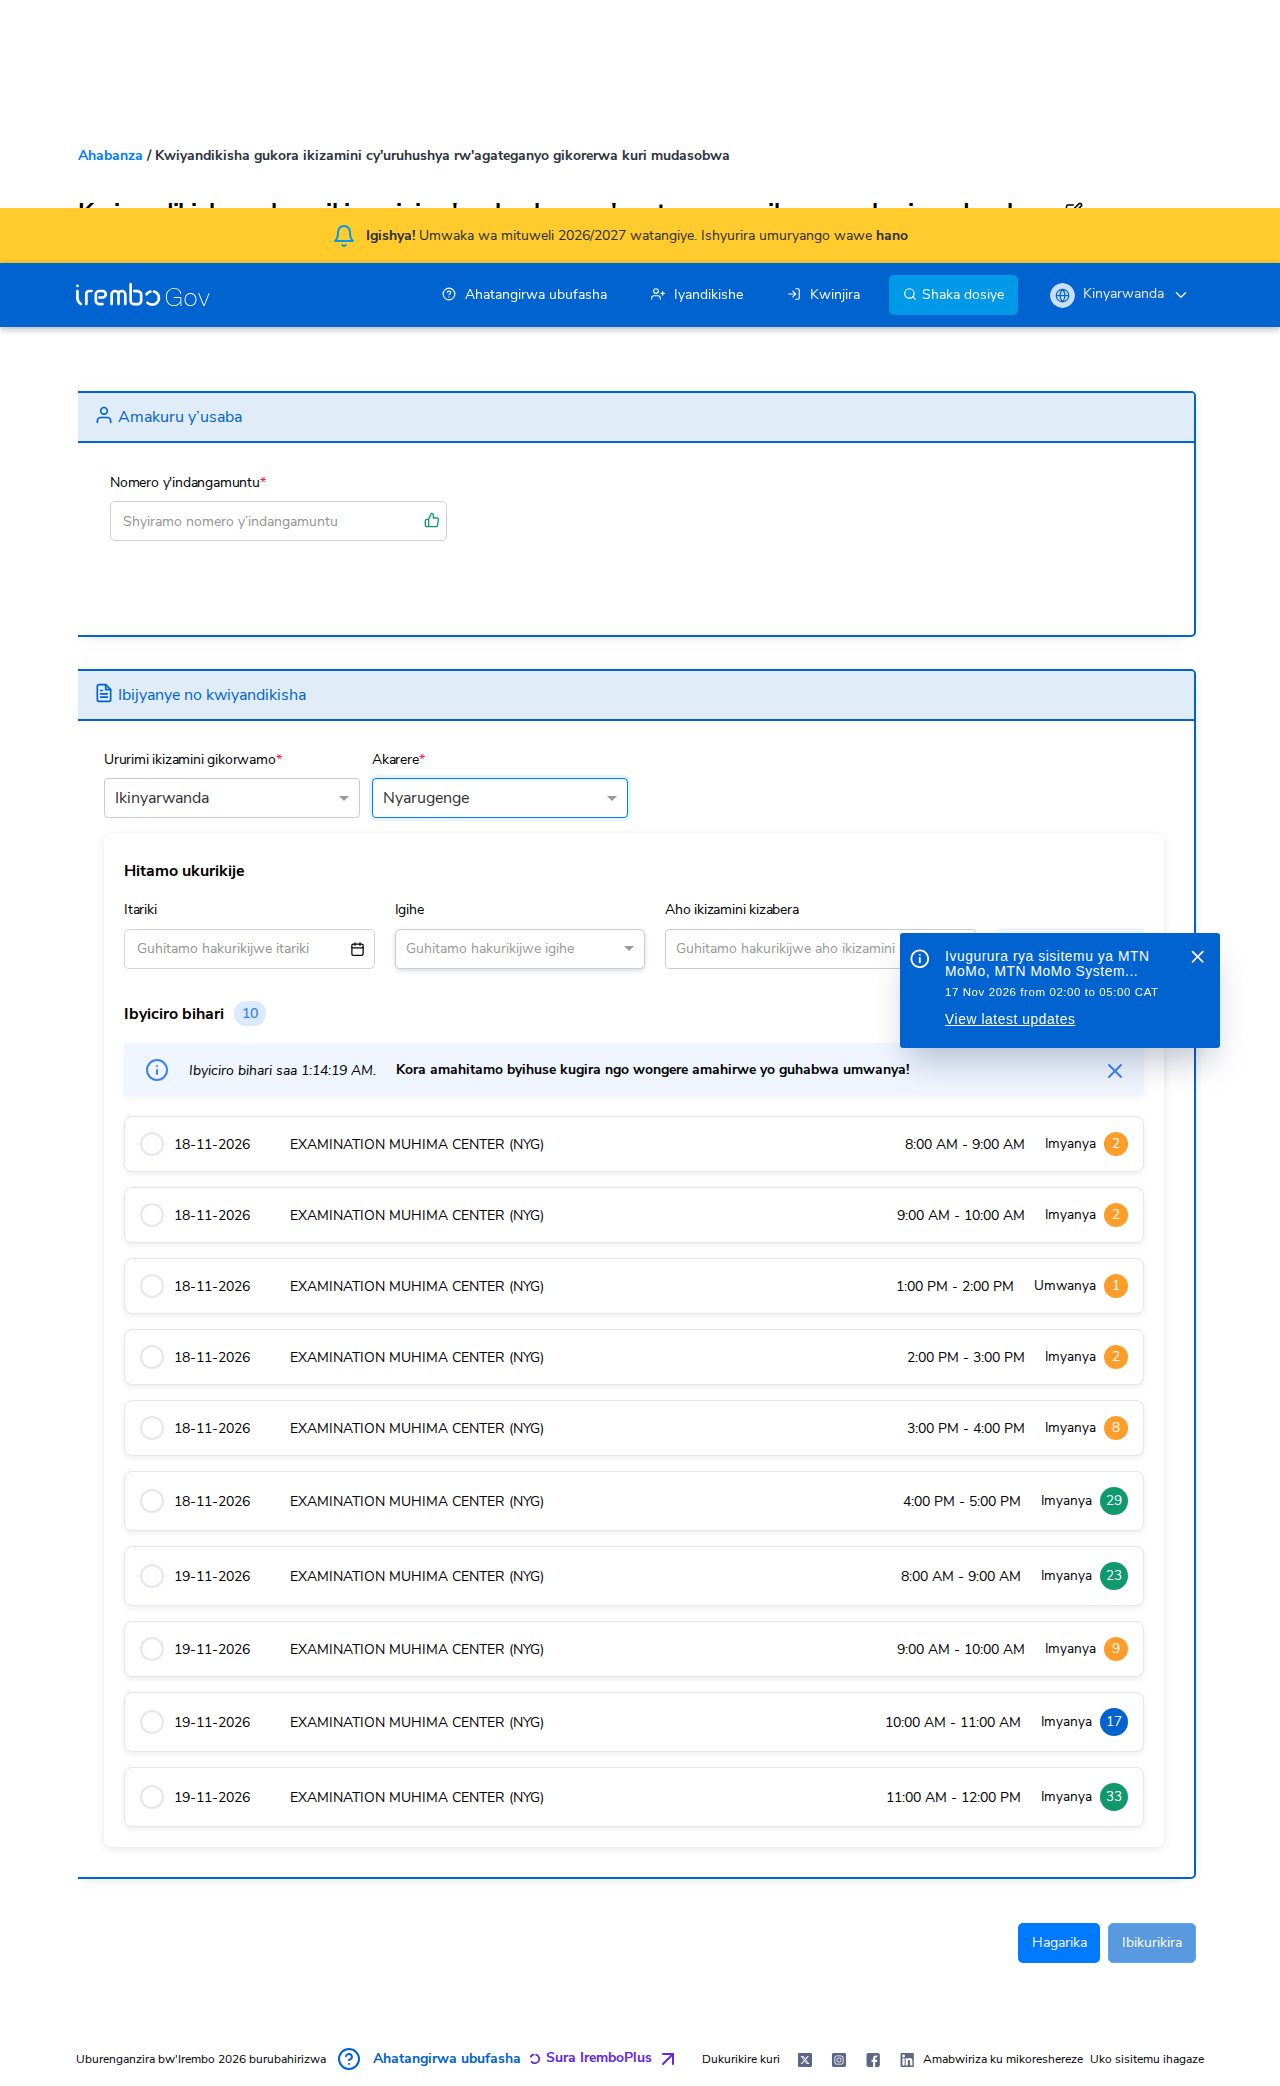 Ahabanza / Kwiyandikisha gukora ikizamini cy'uruhushya rw'agateganyo gikorerwa kuri mudasobwa
Igishya! Umwaka wa mituweli 2026/2027 watangiye. Ishyurira umuryango wawe hano
irembo Gov
Ahatangirwa ubufasha
Iyandikishe
Kwinjira
Shaka dosiye
Kinyarwanda
Amakuru y’usaba
Nomero y'indangamuntu*
Shyiramo nomero y’indangamuntu
Ibijyanye no kwiyandikisha
Ururimi ikizamini gikorwamo*
Akarere*
Ikinyarwanda
Nyarugenge
Hitamo ukurikije
Itariki
Igihe
Aho ikizamini kizabera
Guhitamo hakurikijwe itariki
Guhitamo hakurikijwe igihe
Guhitamo hakurikijwe aho ikizamini
Ivugurura rya sisitemu ya MTN
MoMo, MTN MoMo System...
17 Nov 2026 from 02:00 to 05:00 CAT
View latest updates
Ibyiciro bihari 10
Ibyiciro bihari saa 1:14:19 AM. Kora amahitamo byihuse kugira ngo wongere amahirwe yo guhabwa umwanya!
18-11-2026 EXAMINATION MUHIMA CENTER (NYG) 8:00 AM - 9:00 AM Imyanya 2
18-11-2026 EXAMINATION MUHIMA CENTER (NYG) 9:00 AM - 10:00 AM Imyanya 2
18-11-2026 EXAMINATION MUHIMA CENTER (NYG) 1:00 PM - 2:00 PM Umwanya 1
18-11-2026 EXAMINATION MUHIMA CENTER (NYG) 2:00 PM - 3:00 PM Imyanya 2
18-11-2026 EXAMINATION MUHIMA CENTER (NYG) 3:00 PM - 4:00 PM Imyanya 8
18-11-2026 EXAMINATION MUHIMA CENTER (NYG) 4:00 PM - 5:00 PM Imyanya 29
19-11-2026 EXAMINATION MUHIMA CENTER (NYG) 8:00 AM - 9:00 AM Imyanya 23
19-11-2026 EXAMINATION MUHIMA CENTER (NYG) 9:00 AM - 10:00 AM Imyanya 9
19-11-2026 EXAMINATION MUHIMA CENTER (NYG) 10:00 AM - 11:00 AM Imyanya 17
19-11-2026 EXAMINATION MUHIMA CENTER (NYG) 11:00 AM - 12:00 PM Imyanya 33
Hagarika
Ibikurikira
Uburenganzira bw'Irembo 2026 burubahirizwa Ahatangirwa ubufasha Sura IremboPlus Dukurikire kuri Amabwiriza ku mikoreshereze Uko sisitemu ihagaze